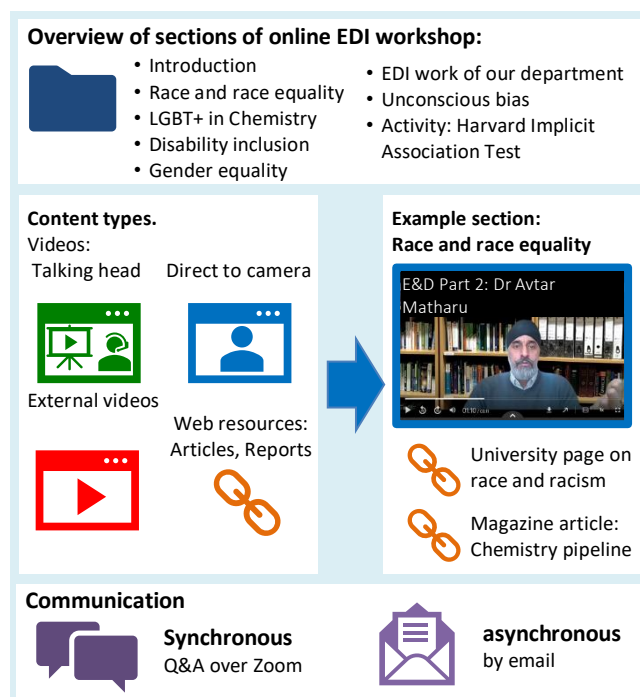 Overview of sections of online EDI workshop:
• Introduction
• Race and race equality
• LGBT+ in Chemistry
• Disability inclusion
• Gender equality
• EDI work of our department
• Unconscious bias
• Activity: Harvard Implicit
Association Test
Content types.
Videos:
Talking head
Direct to camera
External videos
Web resources:
Articles, Reports
Example section:
Race and race equality
E&D Part 2: Dr Avtar
Matharu
University page on
race and racism
Magazine article:
Chemistry pipeline
Communication
Synchronous
Q&A over Zoom
asynchronous
by email